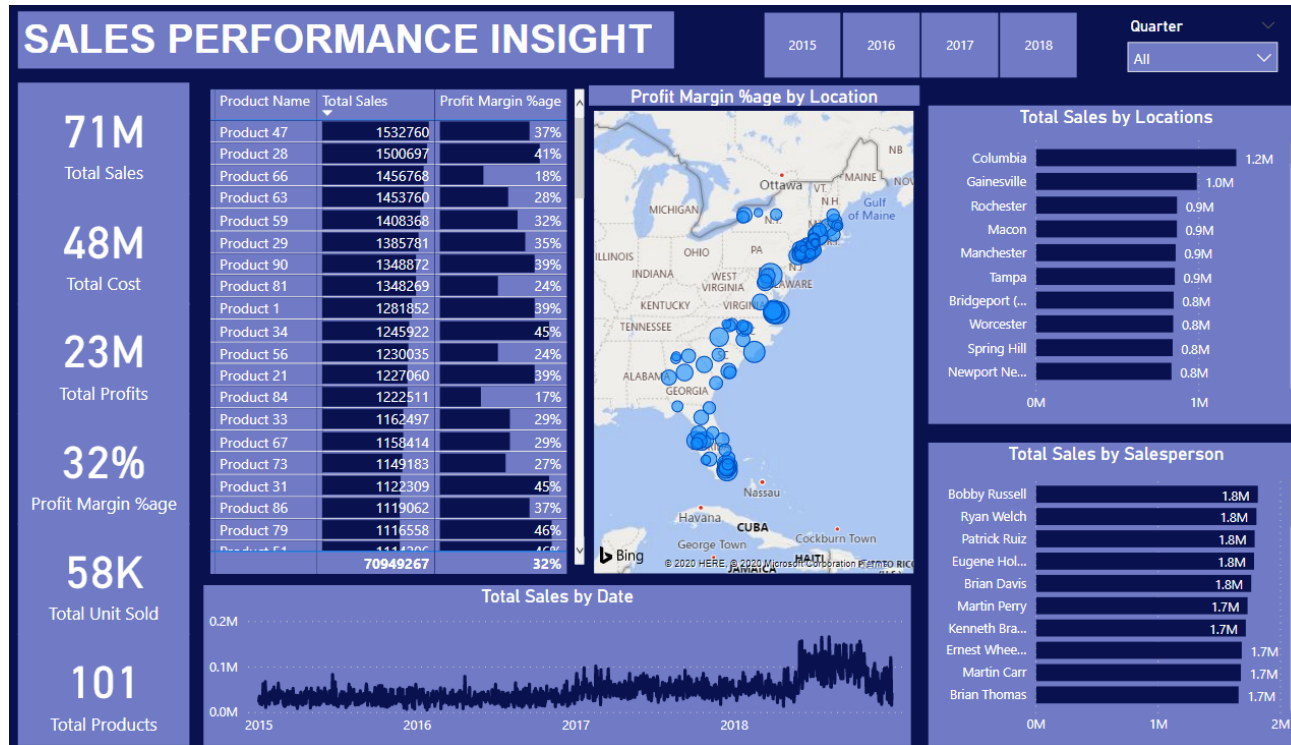 SALES PERFORMANCE INSIGHT
2015 2016 2017 2018
Quarter
All
71M
Total Sales
48M
Total Cost
23M
Total Profits
32%
Profit Margin %age
58K
Total Unit Sold
101
Total Products
Product Name Total Sales Profit Margin %age
Product 47 1532760 37%
Product 28 1500697 41%
Product 66 1456768 18%
Product 63 1453760 28%
Product 59 1408368 32%
Product 29 1385781 35%
Product 90 1348872 39%
Product 81 1348269 24%
Product 1 1281852 39%
Product 34 1245922 45%
Product 56 1230035 24%
Product 21 1227060 39%
Product 84 1222511 17%
Product 33 1162497 29%
Product 67 1158414 29%
Product 73 1149183 27%
Product 31 1122309 45%
Product 86 1119062 37%
Product 79 1116558 46%
70949267 32%
Profit Margin %age by Location
NB
Ottawa
VT.
MAINE
NOV
N.H.
Gulf
of Maine
MICHIGAN
N.Y.
ILLINOIS
OHIO
PA
N.J.
INDIANA
WEST
VIRGINIA
DELAWARE
KENTUCKY
VIRGINIA
TENNESSEE
S.C.
ALABAMA
GEORGIA
Nassau
Havana
CUBA
George Town
Cockburn Town
HAITI
JAMAICA
Bing
© 2020 HERE, © 2020 Microsoft Corporation
Total Sales by Locations
Columbia 1.2M
Gainesville 1.0M
Rochester 0.9M
Macon 0.9M
Manchester 0.9M
Tampa 0.9M
Bridgeport (... 0.8M
Worcester 0.8M
Spring Hill 0.8M
Newport Ne... 0.8M
0M 1M
Total Sales by Salesperson
Bobby Russell 1.8M
Ryan Welch 1.8M
Patrick Ruiz 1.8M
Eugene Hol... 1.8M
Brian Davis 1.8M
Martin Perry 1.7M
Kenneth Bra... 1.7M
Ernest Whee... 1.7M
Martin Carr 1.7M
Brian Thomas 1.7M
0M 1M 2M
Total Sales by Date
0.2M
0.1M
0.0M
2015 2016 2017 2018